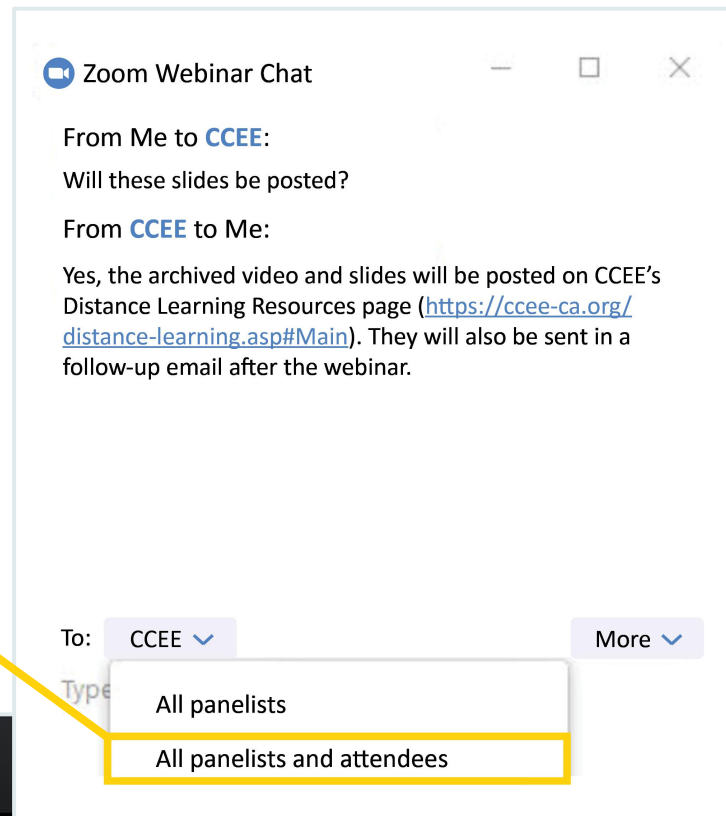 Zoom Webinar Chat
From Me to CCEE:
Will these slides be posted?
From CCEE to Me:
Yes, the archived video and slides will be posted on CCEE’s
Distance Learning Resources page (https://ccee-ca.org/
distance-learning.asp#Main). They will also be sent in a
follow-up email after the webinar.
To: CCEE More
Type
All panelists
All panelists and attendees